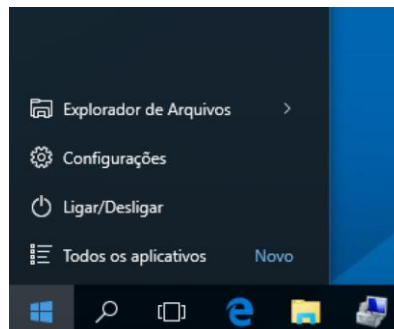 Explorador de Arquivos
Configurações
Ligar/Desligar
Todos os aplicativos Novo